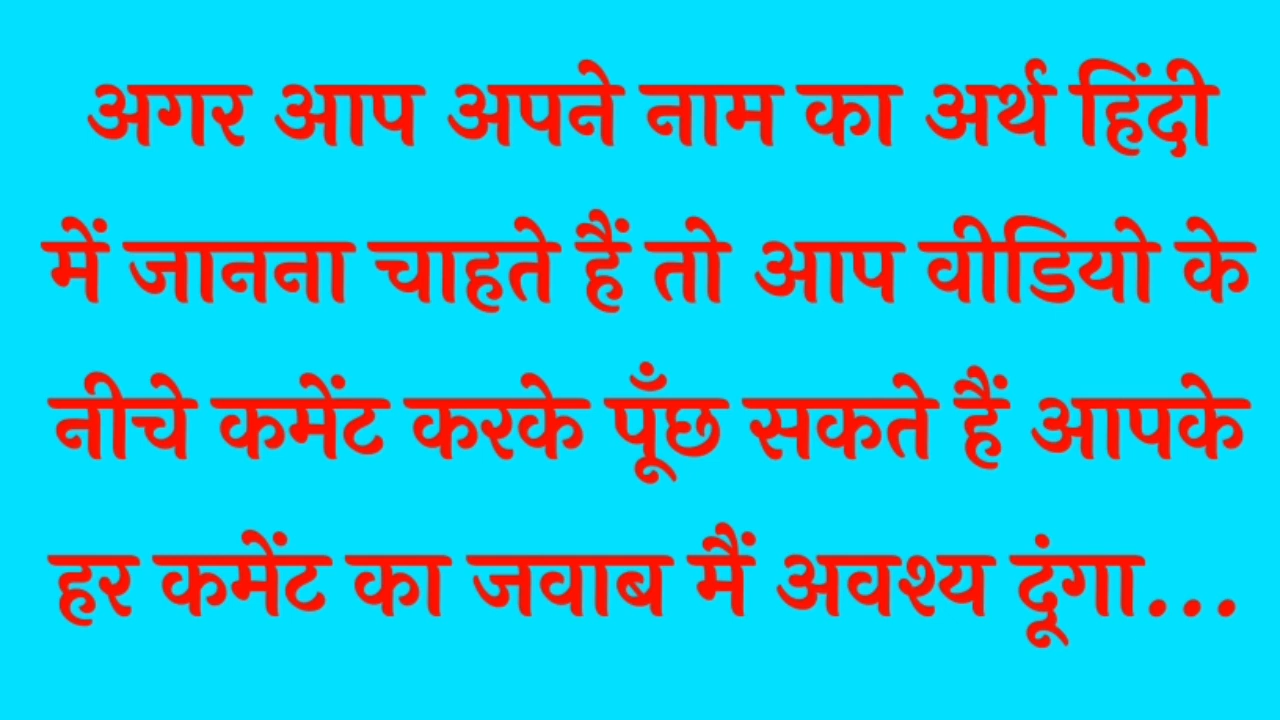 अगर आप अपने नाम का अर्थ हिंदी
में जानना चाहते हैं तो आप वीडियो के
नीचे कमेंट करके पूँछ सकते हैं आपके
हर कमेंट का जवाब मैं अवश्य दूंगा...